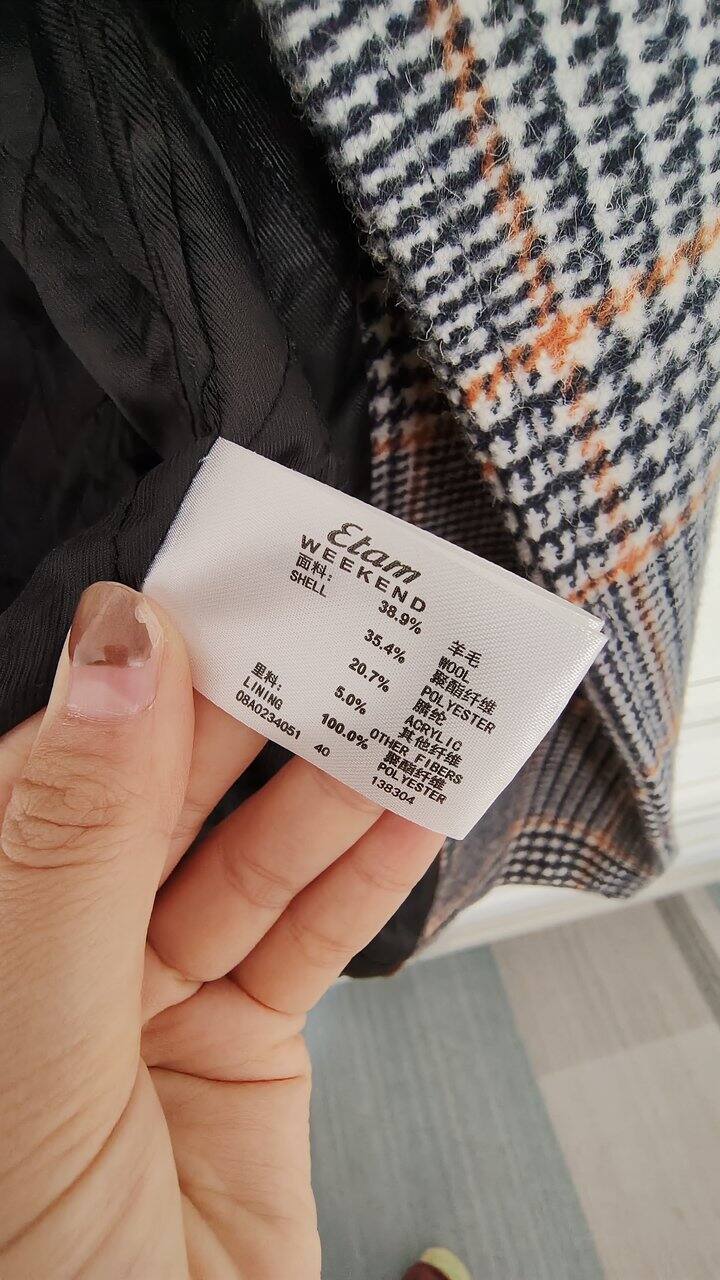 Etam
WEEKEND
面料:
SHELL
38.9% 羊毛
WOOL
35.4% 聚酯纤维
POLYESTER
20.7% 腈纶
ACRYLIC
5.0% 其他纤维
OTHER FIBERS
里料: 100.0% 聚酯纤维
LINING POLYESTER
08A0234051 40 138304